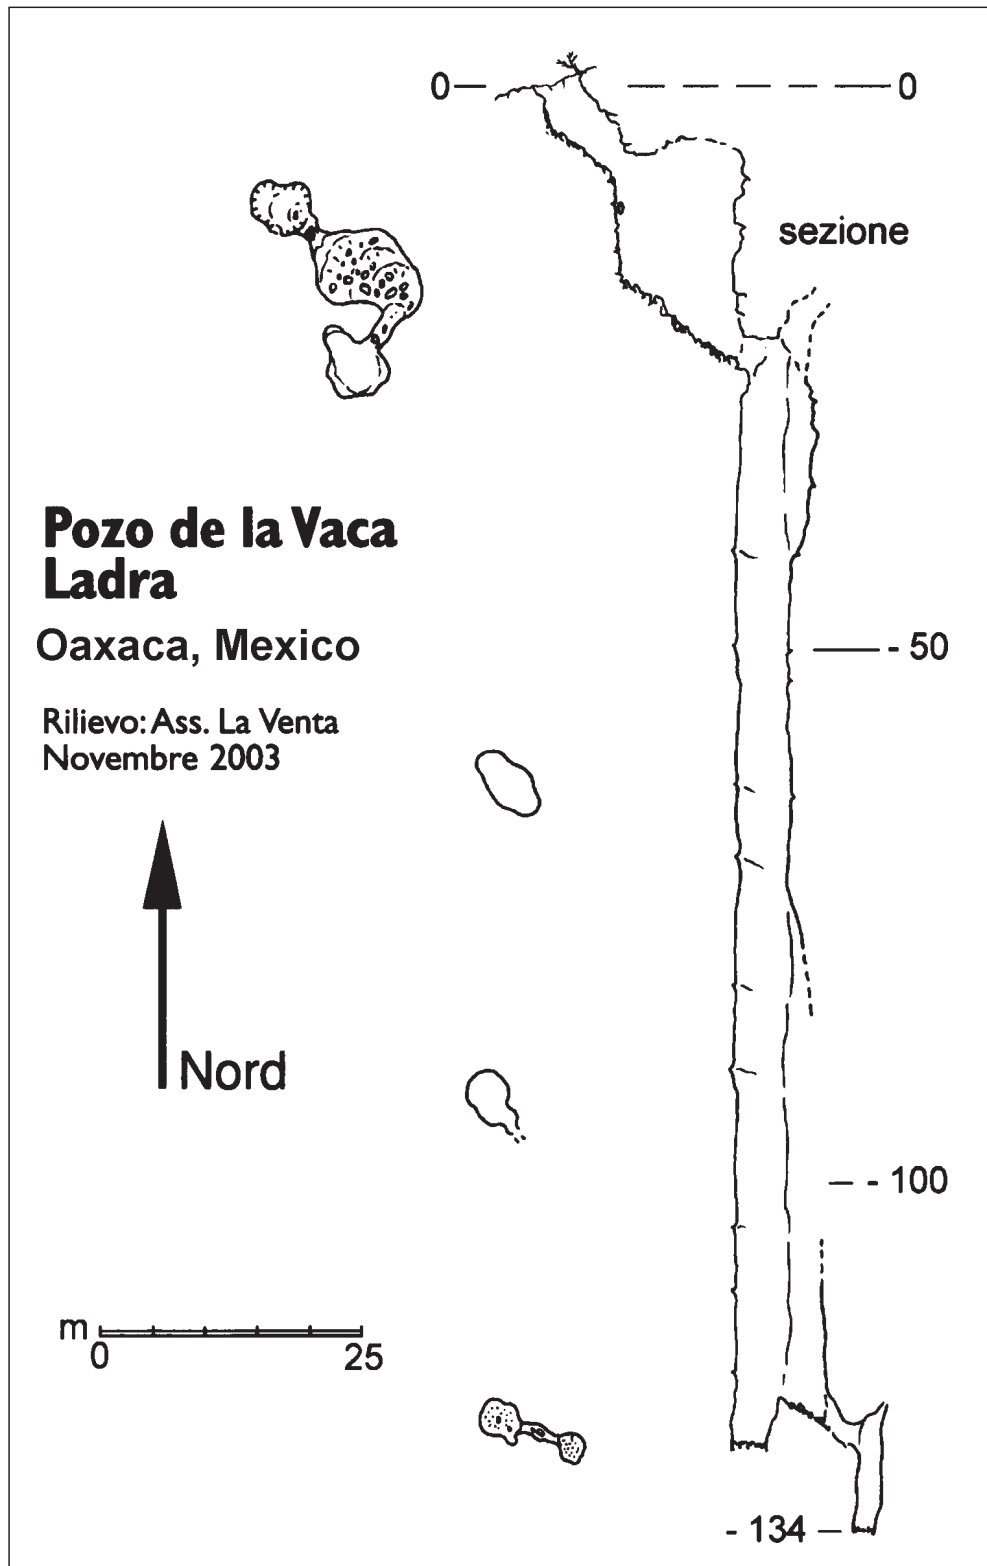 0
0
sezione
Pozo de la Vaca
Ladra
Oaxaca, Mexico
- 50
Rilievo: Ass. La Venta
Novembre 2003
Nord
- 100
m
0 25
- 134